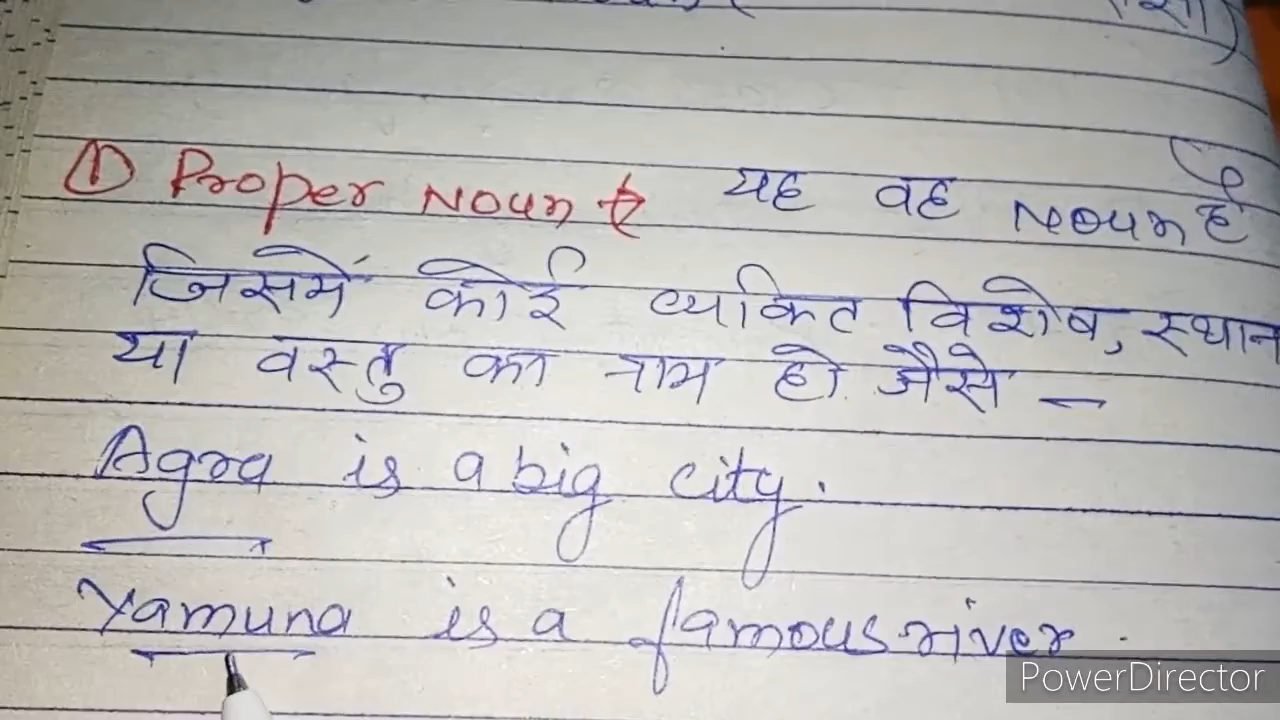 ① Proper Noun → यह वह Noun है
जिसमें कोई व्यक्ति विशेष, स्थान
या वस्तु का नाम हो. जैसे —
Agra is a big city.
Yamuna is a famous river.
PowerDirector